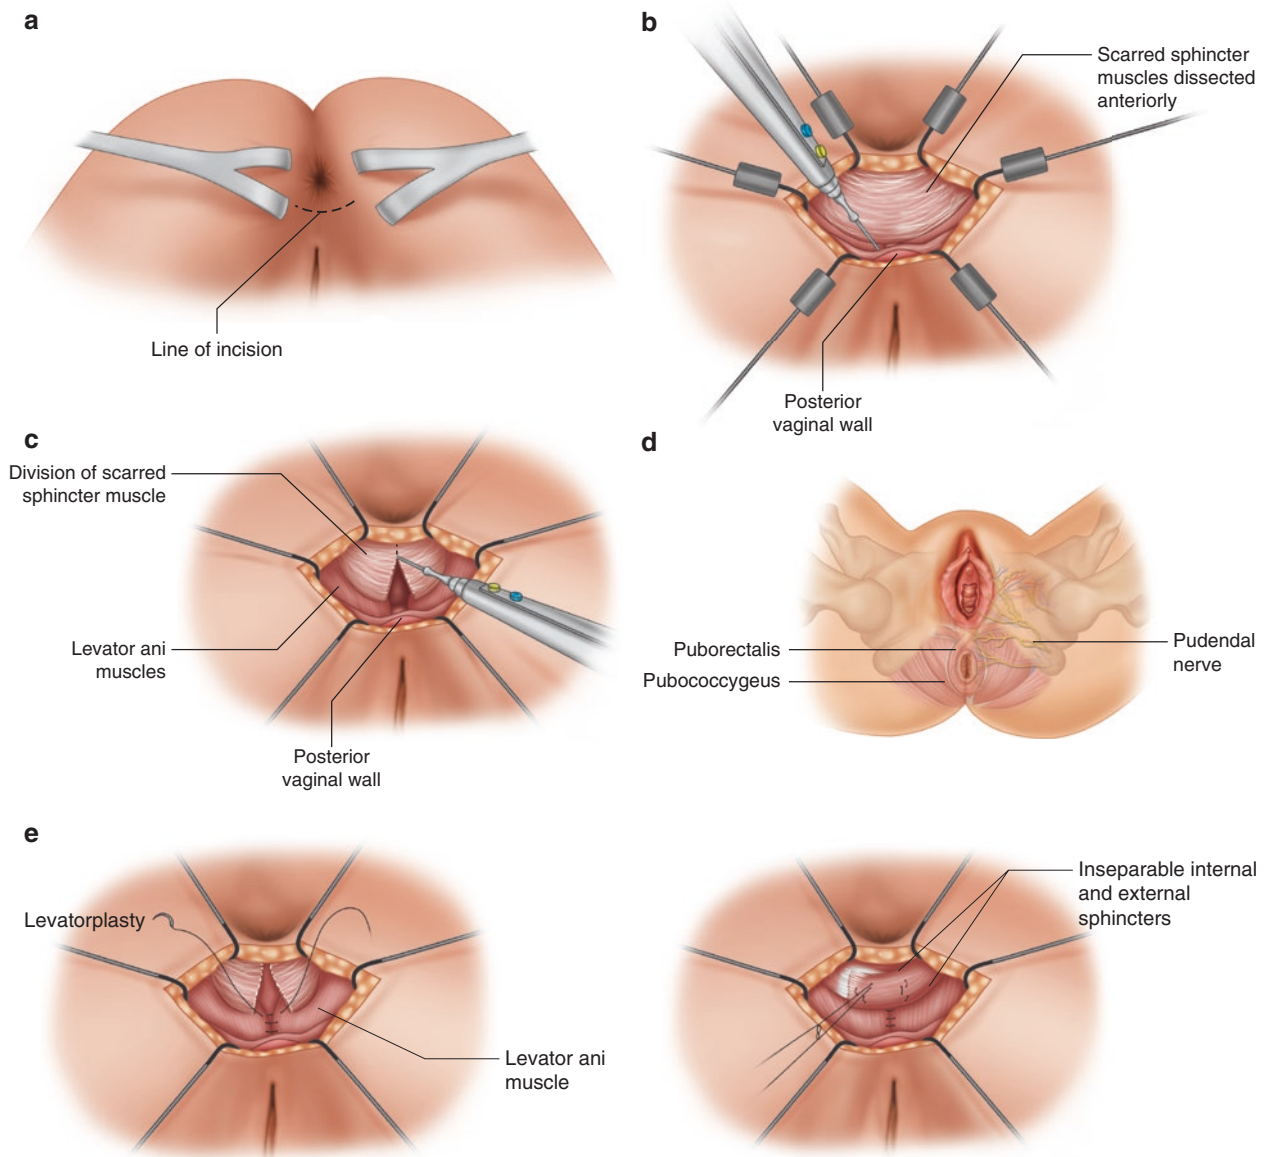 a
Line of incision
b
Scarred sphincter
muscles dissected
anteriorly
Posterior
vaginal wall
c
Division of scarred
sphincter muscle
Levator ani
muscles
Posterior
vaginal wall
d
Puborectalis
Pubococcygeus
Pudendal
nerve
e
Levatorplasty
Levator ani
muscle
Inseparable internal
and external
sphincters